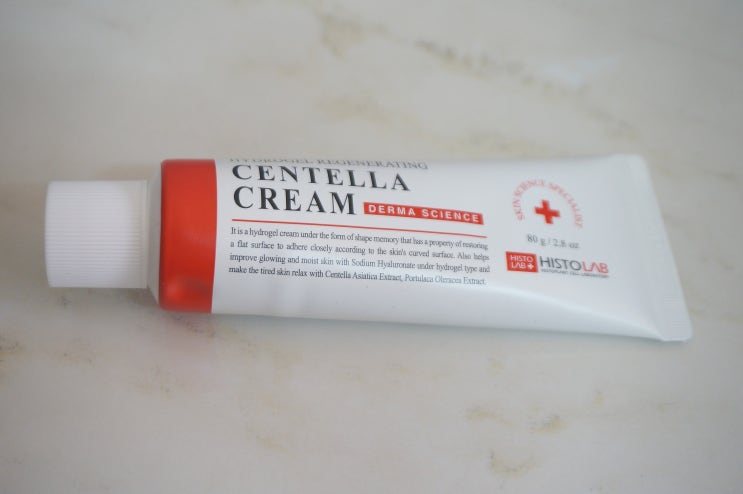 HYDROGEL REGENERATING
CENTELLA
CREAM DERMA SCIENCE
It is a hydrogel cream under the form of shape memory that has a property of restoring
a flat surface to adhere closely according to the skin's curved surface. Also helps
improve glowing and moist skin with Sodium Hyaluronate under hydrogel type and
make the tired skin relax with Centella Asiatica Extract, Portulaca Oleracea Extract.
SKIN SCIENCE SPECIALIST
80 g / 2.8 oz
HISTO
LAB
HISTOLAB
HISTOPLANT CELL LABORATORY